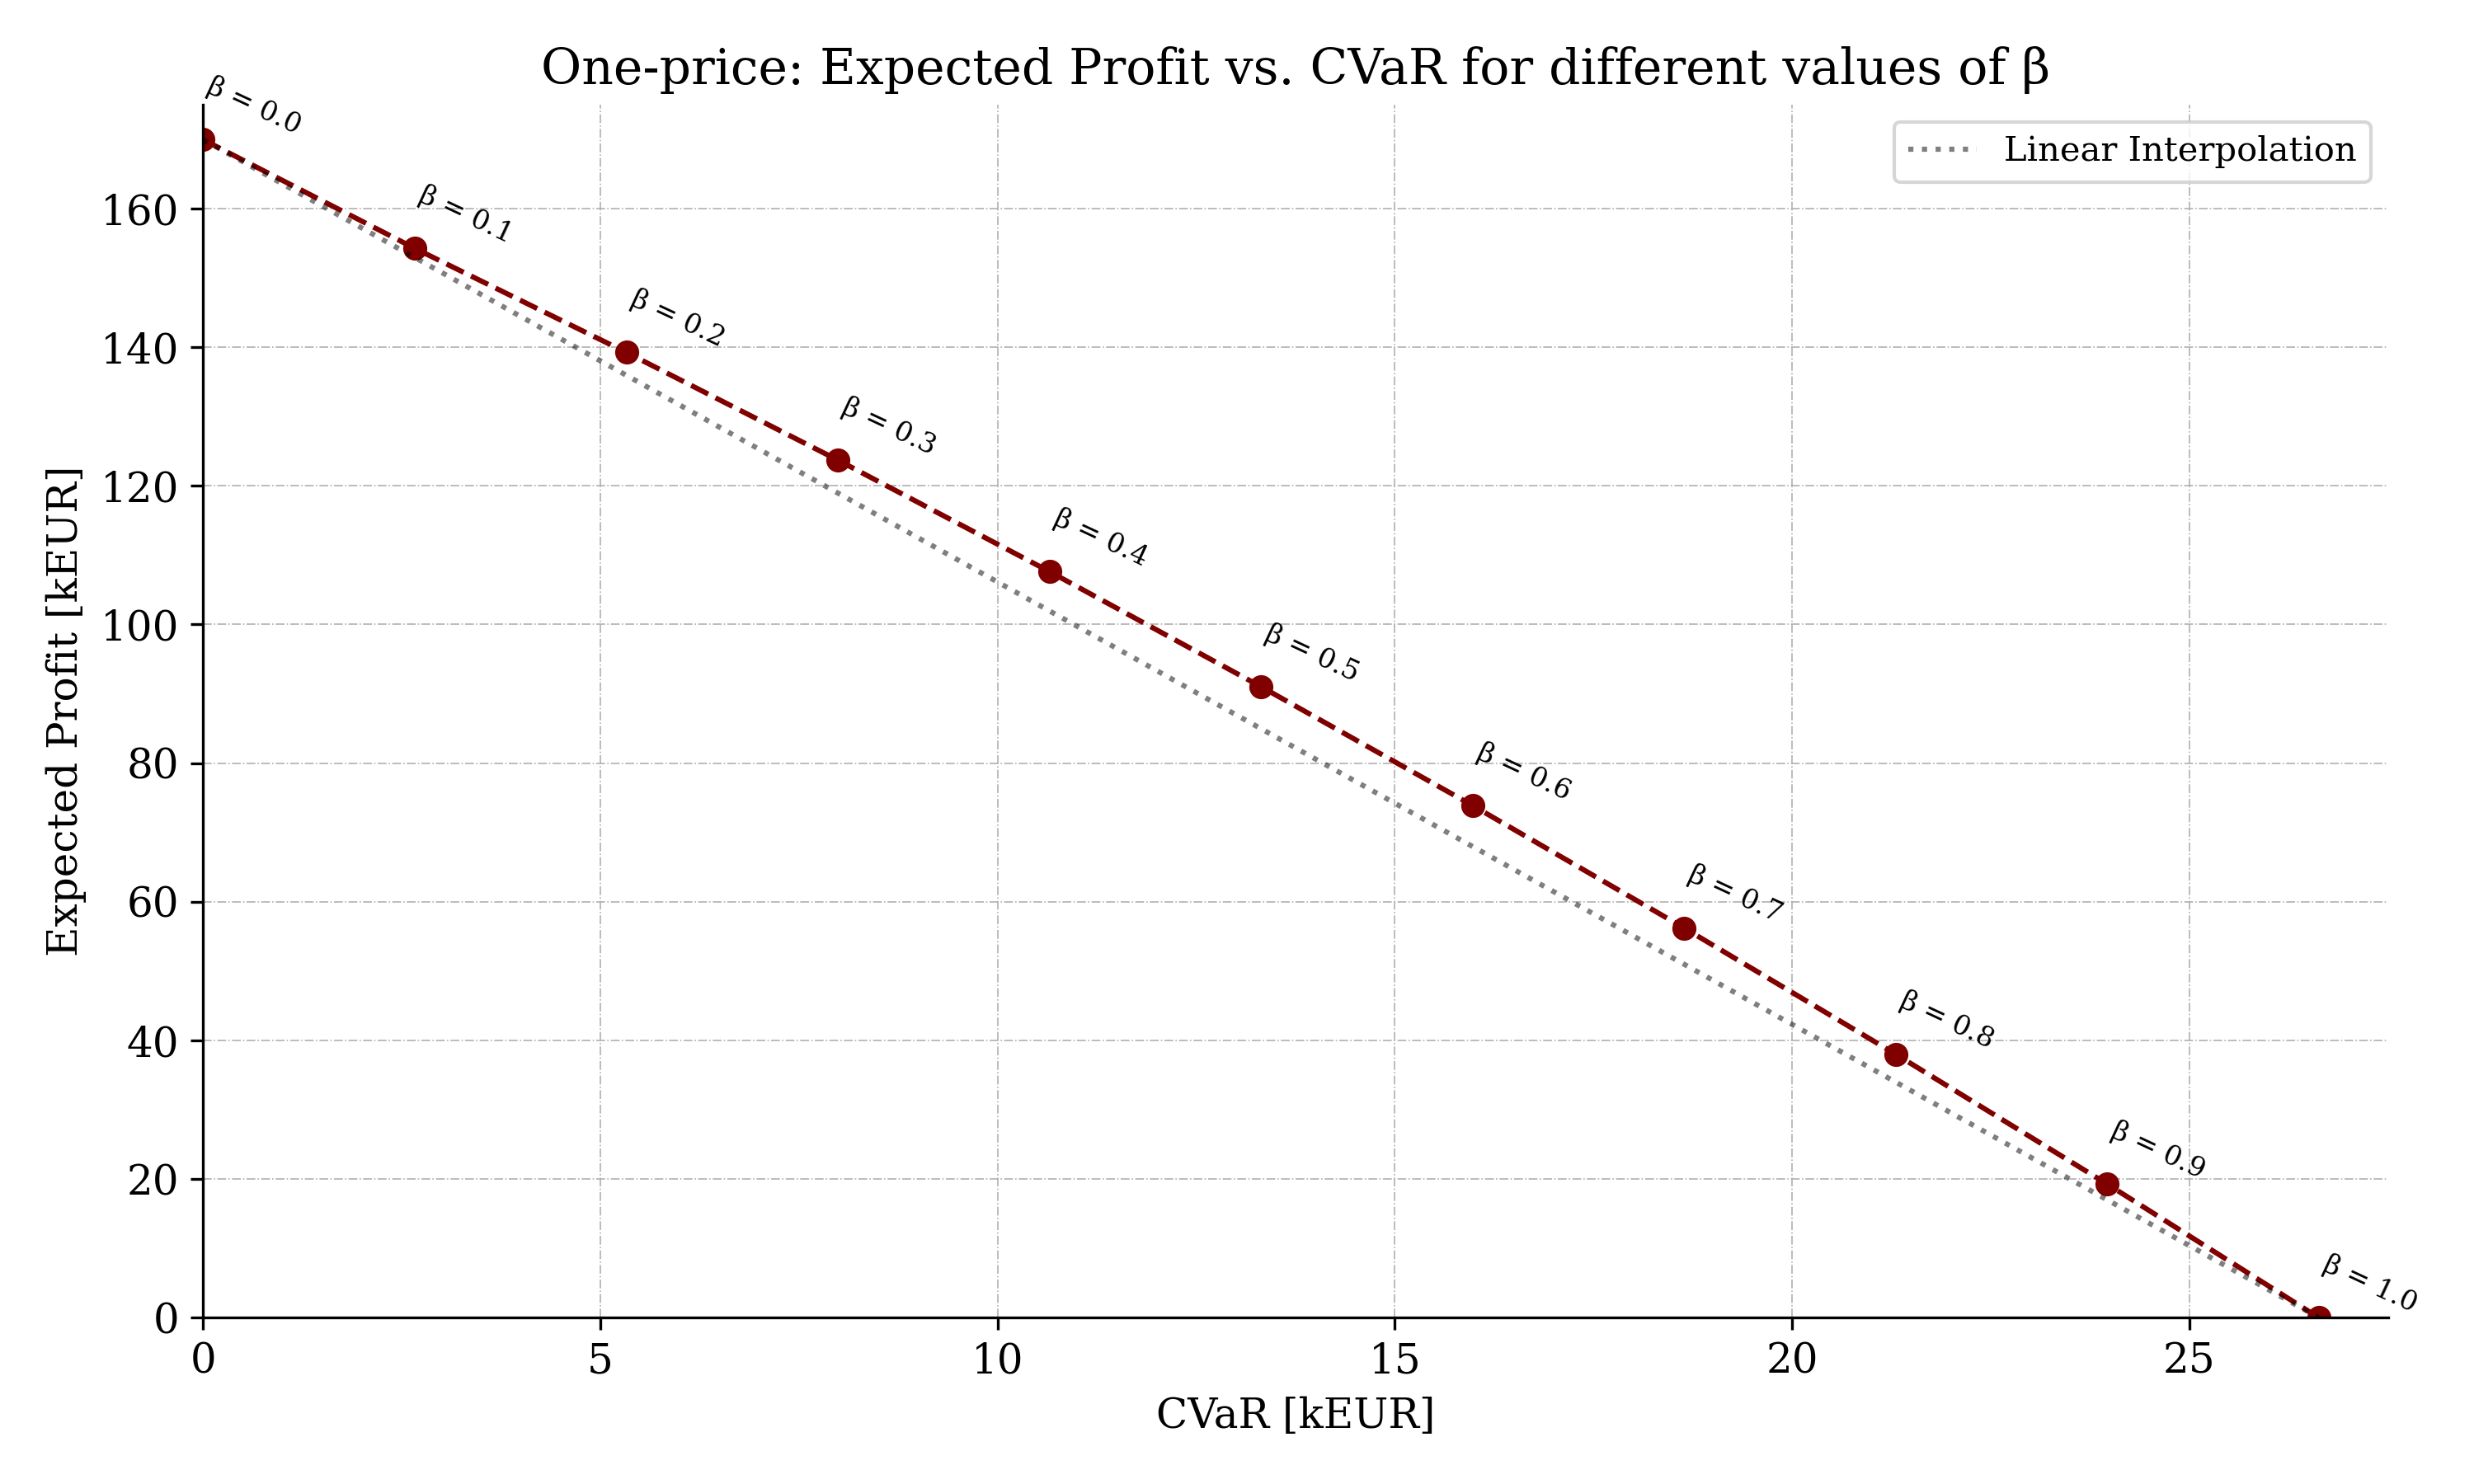 One-price: Expected Profit vs. CVaR for different values of β
Linear Interpolation
β = 0.0
β = 0.1
β = 0.2
β = 0.3
β = 0.4
β = 0.5
β = 0.6
β = 0.7
β = 0.8
β = 0.9
β = 1.0
Expected Profit [kEUR]
160
140
120
100
80
60
40
20
0
0 5 10 15 20 25
CVaR [kEUR]